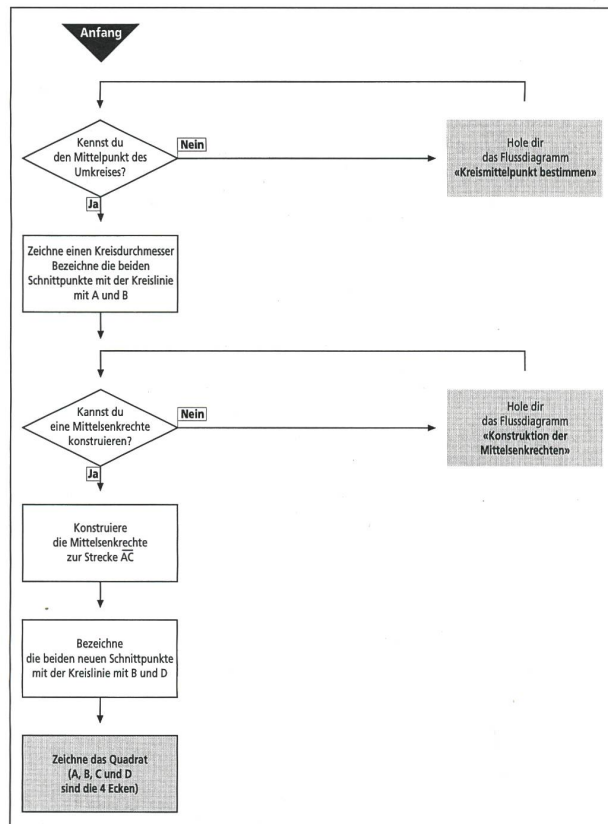 Anfang
Kennst du
den Mittelpunkt des
Umkreises?
Nein
Hole dir
das Flussdiagramm
«Kreismittelpunkt bestimmen»
Ja
Zeichne einen Kreisdurchmesser
Bezeichne die beiden
Schnittpunkte mit der Kreislinie
mit A und B
Kannst du
eine Mittelsenkrechte
konstruieren?
Nein
Hole dir
das Flussdiagramm
«Konstruktion der
Mittelsenkrechten»
Ja
Konstruiere
die Mittelsenkrechte
zur Strecke A̅C̅
Bezeichne
die beiden neuen Schnittpunkte
mit der Kreislinie mit B und D
Zeichne das Quadrat
(A, B, C und D
sind die 4 Ecken)